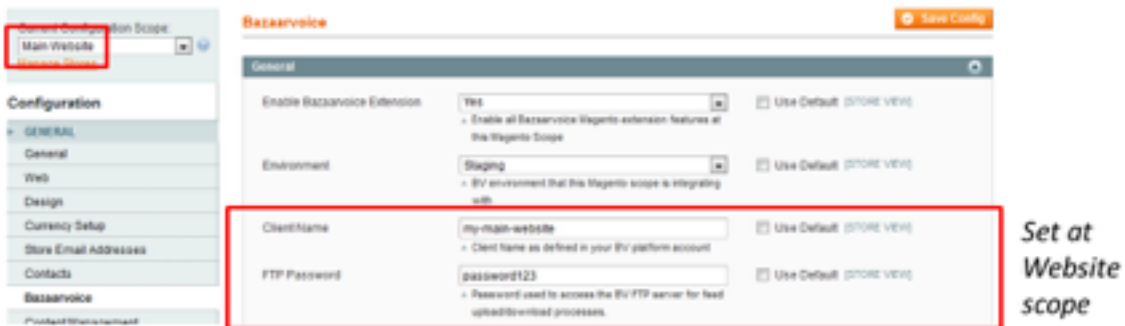 Current Configuration Scope:
Main Website
Manage Stores
Configuration
GENERAL
General
Web
Design
Currency Setup
Store Email Addresses
Contacts
Bazaarvoice
Content Management
Bazaarvoice
Save Config
General
Enable Bazaarvoice Extension
Yes
Use Default [STORE VIEW]
Enable all Bazaarvoice Magento extension features at
this Magento Scope
Environment
Staging
Use Default [STORE VIEW]
BV environment that this Magento scope is integrating
with
Client Name
my-main-website
Use Default [STORE VIEW]
Client Name as defined in your BV platform account
FTP Password
password123
Use Default [STORE VIEW]
Password used to access the BV FTP server for feed
upload/download processes.
Set at
Website
scope